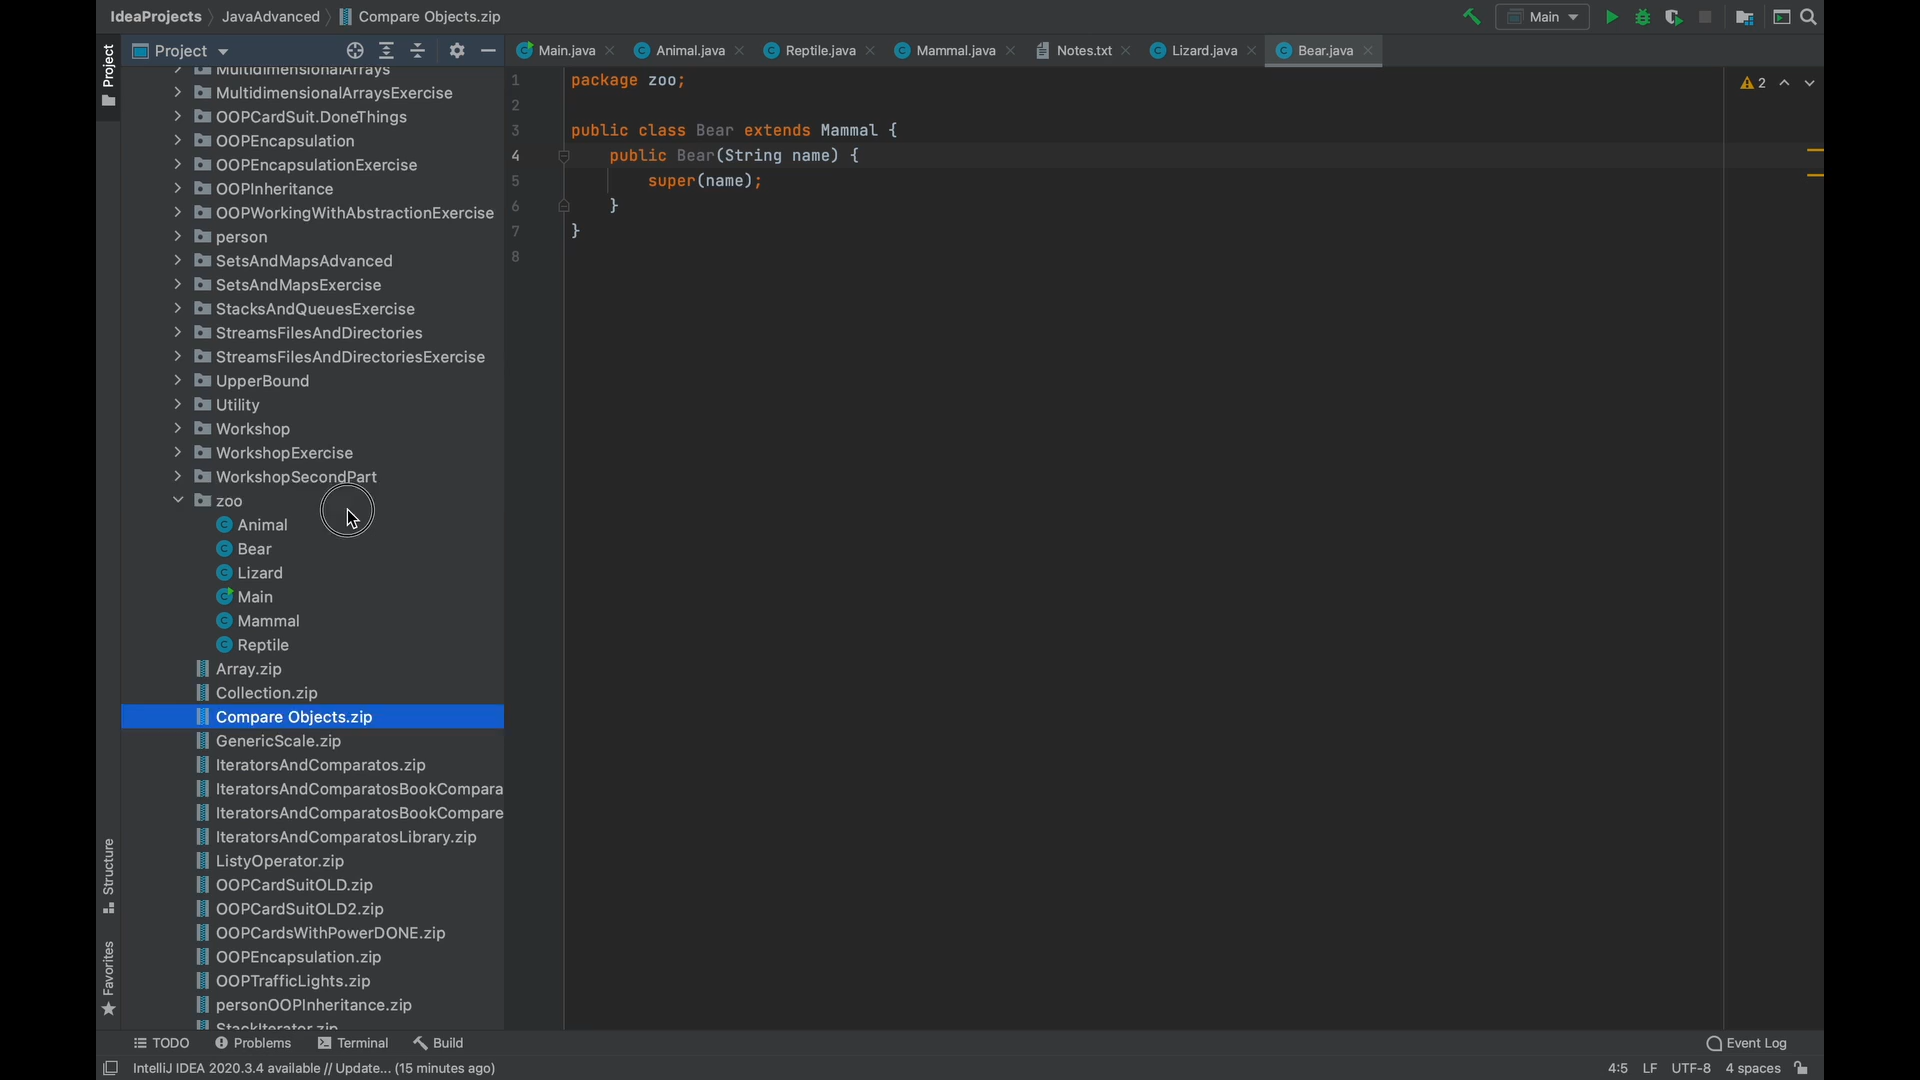 IdeaProjects JavaAdvanced Compare Objects.zip Main
Project Main.java Animal.java Reptile.java Mammal.java Notes.txt Lizard.java Bear.java
Project
MultidimensionalArrays
MultidimensionalArraysExercise
OOPCardSuit.DoneThings
OOPEncapsulation
OOPEncapsulationExercise
OOPInheritance
OOPWorkingWithAbstractionExercise
person
SetsAndMapsAdvanced
SetsAndMapsExercise
StacksAndQueuesExercise
StreamsFilesAndDirectories
StreamsFilesAndDirectoriesExercise
UpperBound
Utility
Workshop
WorkshopExercise
WorkshopSecondPart
zoo
Animal
Bear
Lizard
Main
Mammal
Reptile
Array.zip
Collection.zip
Compare Objects.zip
GenericScale.zip
IteratorsAndComparatos.zip
IteratorsAndComparatosBookCompara
IteratorsAndComparatosBookCompare
IteratorsAndComparatosLibrary.zip
ListyOperator.zip
OOPCardSuitOLD.zip
OOPCardSuitOLD2.zip
OOPCardsWithPowerDONE.zip
OOPEncapsulation.zip
OOPTrafficLights.zip
personOOPInheritance.zip
StackIterator.zip
Structure
Favorites
1 package zoo;
2
3 public class Bear extends Mammal {
4 public Bear(String name) {
5 super(name);
6 }
7 }
8
2
TODO Problems Terminal Build Event Log
IntelliJ IDEA 2020.3.4 available // Update... (15 minutes ago) 4:5 LF UTF-8 4 spaces